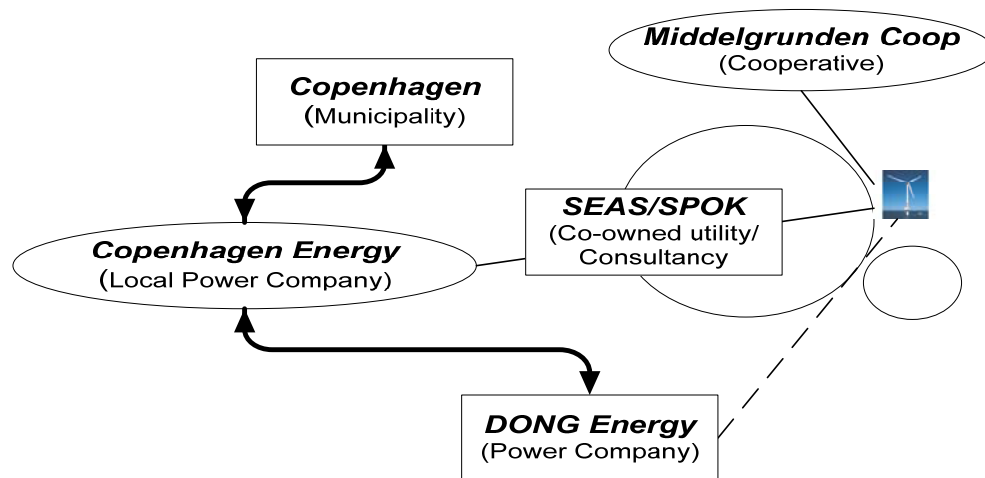 Middelgrunden Coop
(Cooperative)
Copenhagen
(Municipality)
SEAS/SPOK
(Co-owned utility/
Consultancy
Copenhagen Energy
(Local Power Company)
DONG Energy
(Power Company)